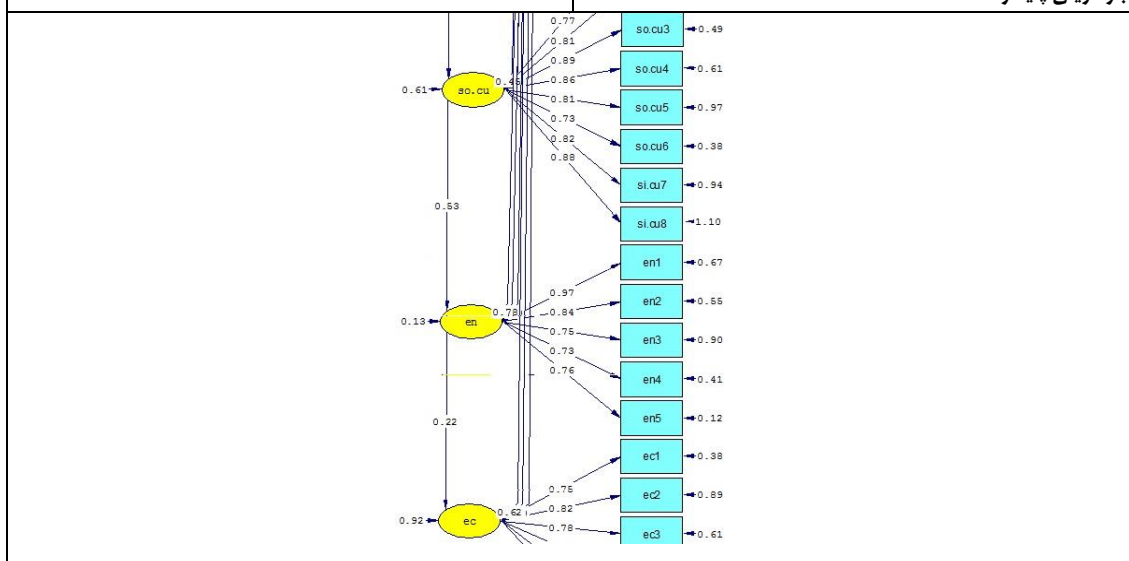 0.77
so.cu3 0.49
0.81
0.89
so.cu4 0.61
0.61 so.cu 0.46 0.86
0.81 so.cu5 0.97
0.73
0.82 so.cu6 0.38
0.88
si.cu7 0.94
0.53
si.cu8 1.10
en1 0.67
0.97
en2 0.55
0.13 en 0.78 0.84
0.75 en3 0.90
0.73
0.76 en4 0.41
en5 0.12
0.22
ec1 0.38
0.75
ec2 0.89
0.92 ec 0.62 0.82
0.78 ec3 0.61